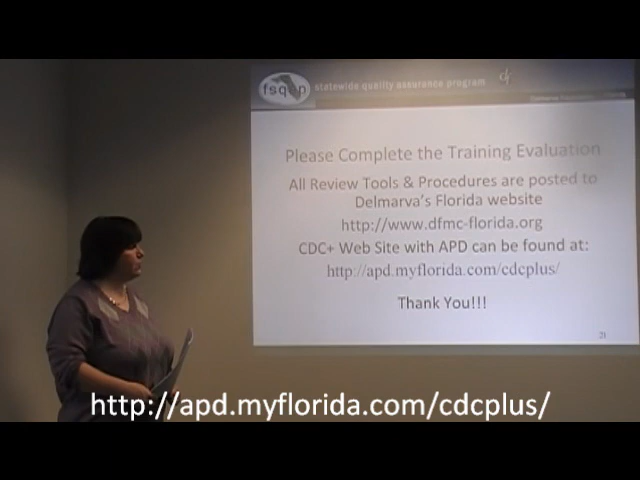 fsqap statewide quality assurance program
Please Complete the Training Evaluation
All Review Tools & Procedures are posted to
Delmarva's Florida website
http://www.dfmc-florida.org
CDC+ Web Site with APD can be found at:
http://apd.myflorida.com/cdcplus/
Thank You!!!
21
http://apd.myflorida.com/cdcplus/